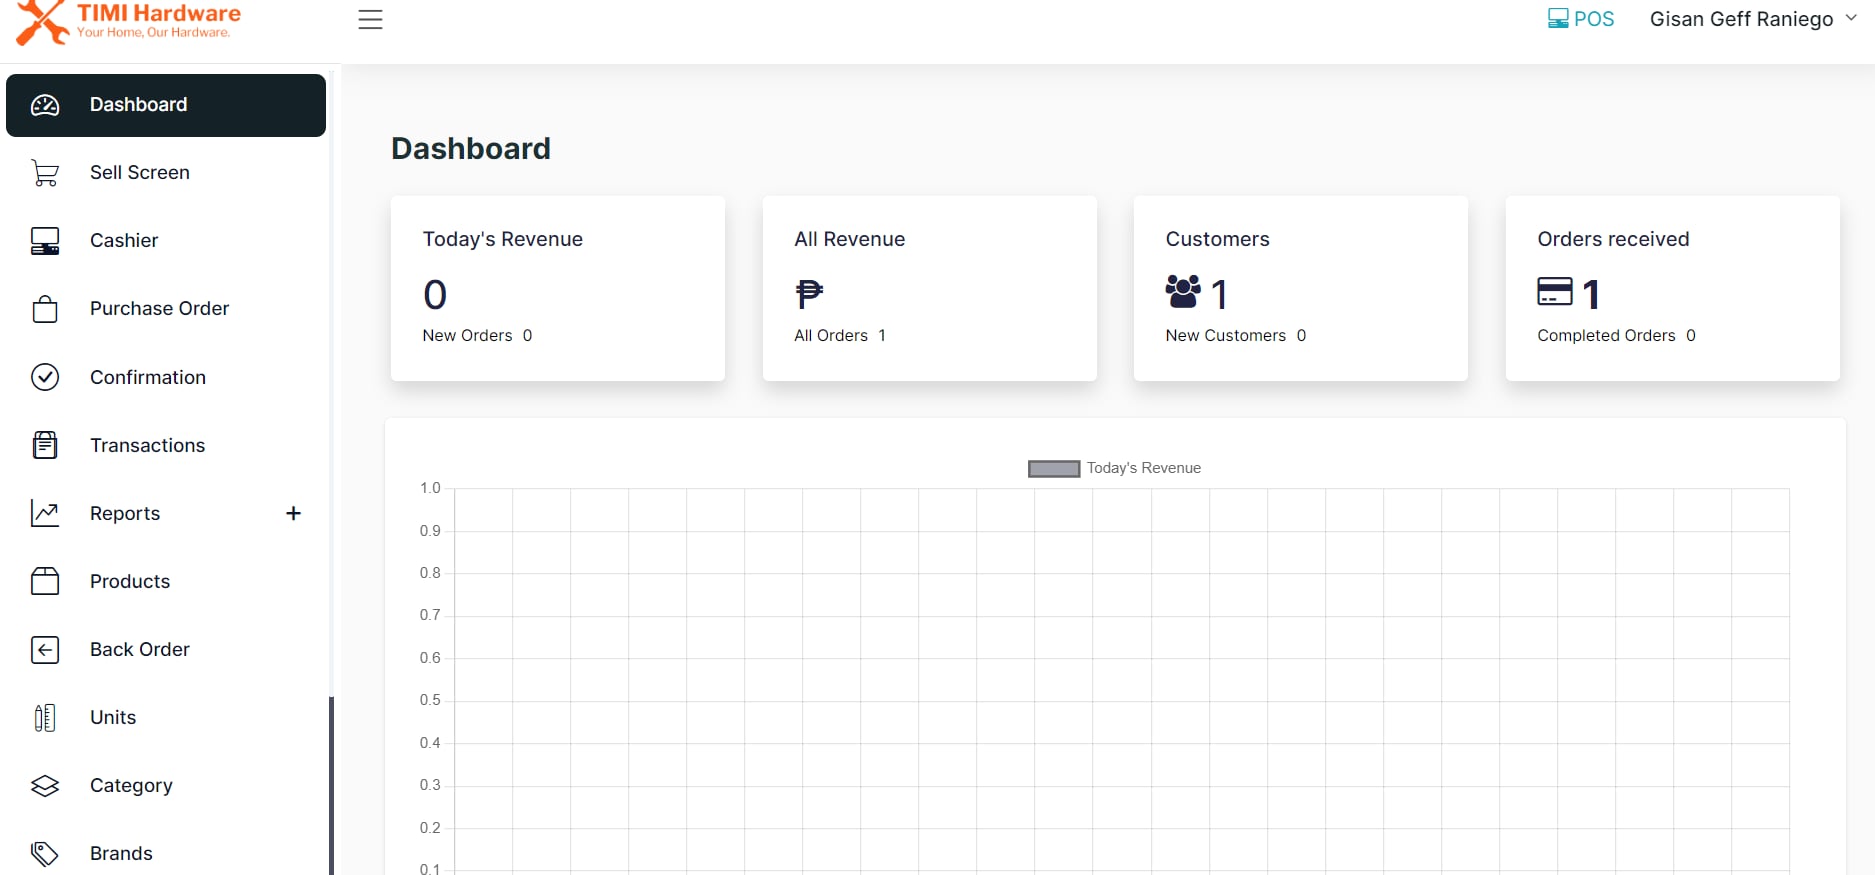 TIMI Hardware
Your Home, Our Hardware.
POS
Gisan Geff Raniego
Dashboard
Sell Screen
Cashier
Purchase Order
Confirmation
Transactions
Reports +
Products
Back Order
Units
Category
Brands
Dashboard
Today's Revenue
0
New Orders 0
All Revenue
₱
All Orders 1
Customers
1
New Customers 0
Orders received
1
Completed Orders 0
Today's Revenue
1.0
0.9
0.8
0.7
0.6
0.5
0.4
0.3
0.2
0.1